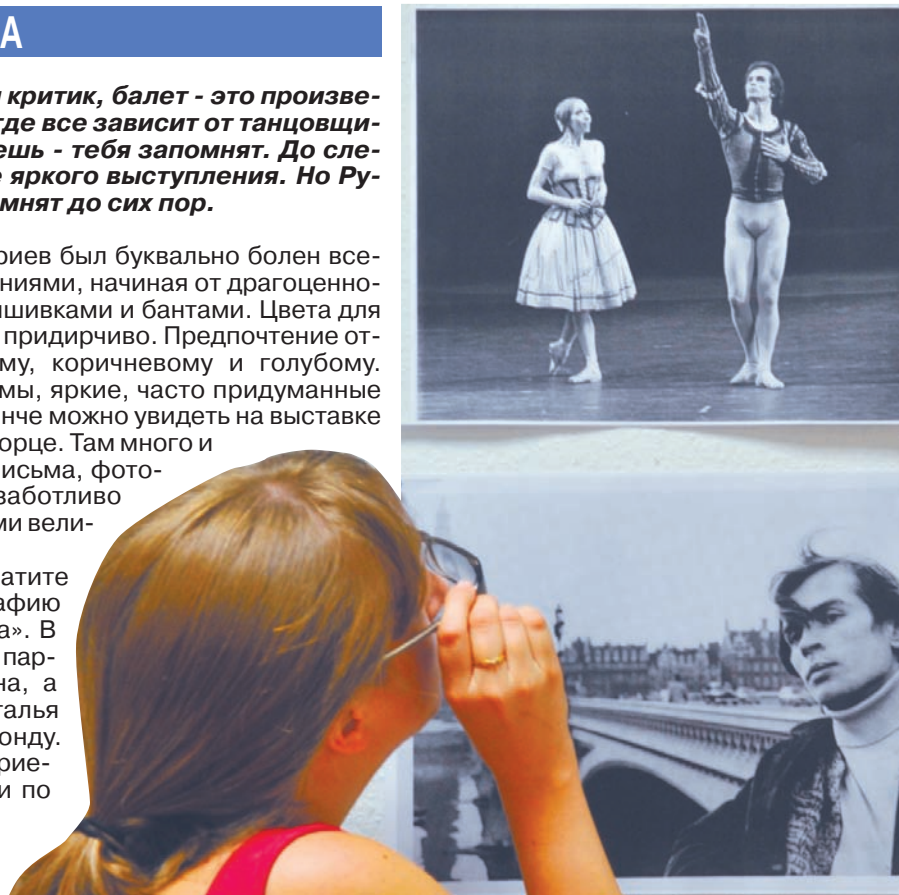 А
критик, балет - это произве-
где все зависит от танцовщи-
ешь - тебя запомнят. До сле-
е яркого выступления. Но Ру-
мнят до сих пор.
риев был буквально болен все-
ниями, начиная от драгоценно-
ышивками и бантами. Цвета для
придирчиво. Предпочтение от-
му, коричневому и голубому.
мы, яркие, часто придуманные
нче можно увидеть на выставке
орце. Там много и
исьма, фото-
заботливо
ми вели-
атите
афию
а». В
пар-
на, а
талья
онду.
рие-
и по